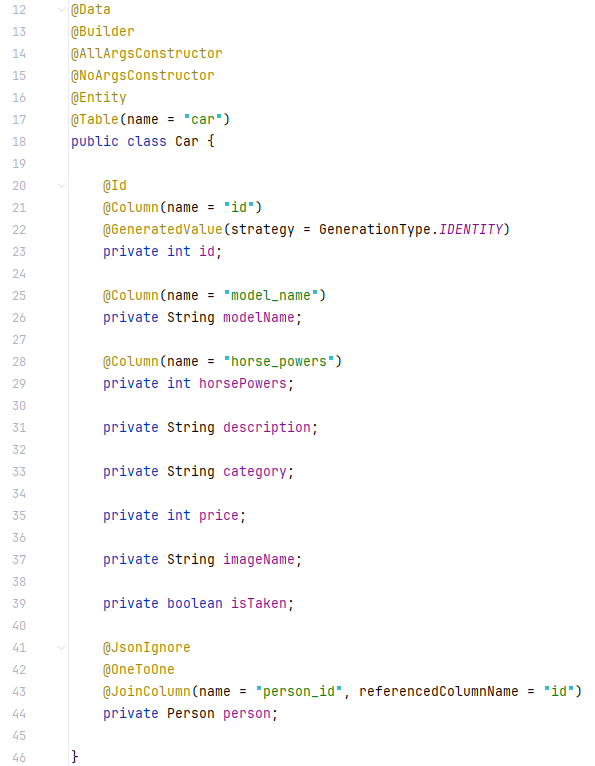 12 @Data
13 @Builder
14 @AllArgsConstructor
15 @NoArgsConstructor
16 @Entity
17 @Table(name = "car")
18 public class Car {
19
20     @Id
21     @Column(name = "id")
22     @GeneratedValue(strategy = GenerationType.IDENTITY)
23     private int id;
24
25     @Column(name = "model_name")
26     private String modelName;
27
28     @Column(name = "horse_powers")
29     private int horsePowers;
30
31     private String description;
32
33     private String category;
34
35     private int price;
36
37     private String imageName;
38
39     private boolean isTaken;
40
41     @JsonIgnore
42     @OneToOne
43     @JoinColumn(name = "person_id", referencedColumnName = "id")
44     private Person person;
45
46 }